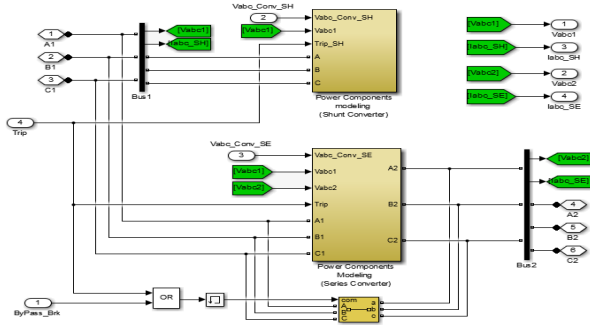 Vabc_Conv_SH
2
Vabc_Conv_SH
[Vabc1]
Vabc1
Trip_SH
A
B
C
Power Components
modeling
(Shunt Converter)
1
A1
2
B1
3
C1
[Vabc1]
[Iabc_SH]
Bus1
4
Trip
[Vabc1]
1
Vabc1
[Iabc_SH]
3
Iabc_SH
[Vabc2]
2
Vabc2
[Iabc_SE]
4
Iabc_SE
Vabc_Conv_SE
3
Vabc_Conv_SE
[Vabc1]
Vabc1
[Vabc2]
Vabc2
Trip
A1
B1
C1
A2
B2
C2
Power Components
Modeling
(Series Converter)
[Vabc2]
[Iabc_SE]
4
A2
5
B2
6
C2
Bus2
1
ByPass_Brk
OR
com
A
B
C
a
b
c